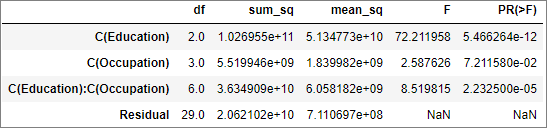 df sum_sq mean_sq F PR(>F)
C(Education) 2.0 1.026955e+11 5.134773e+10 72.211958 5.466264e-12
C(Occupation) 3.0 5.519946e+09 1.839982e+09 2.587626 7.211580e-02
C(Education):C(Occupation) 6.0 3.634909e+10 6.058182e+09 8.519815 2.232500e-05
Residual 29.0 2.062102e+10 7.110697e+08 NaN NaN